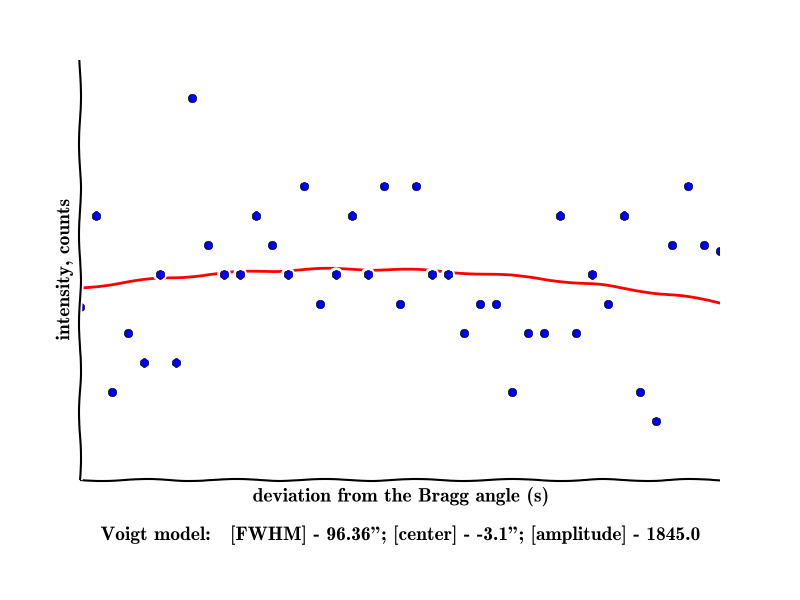 intensity, counts
deviation from the Bragg angle (s)
Voigt model: [FWHM] - 96.36”; [center] - -3.1”; [amplitude] - 1845.0